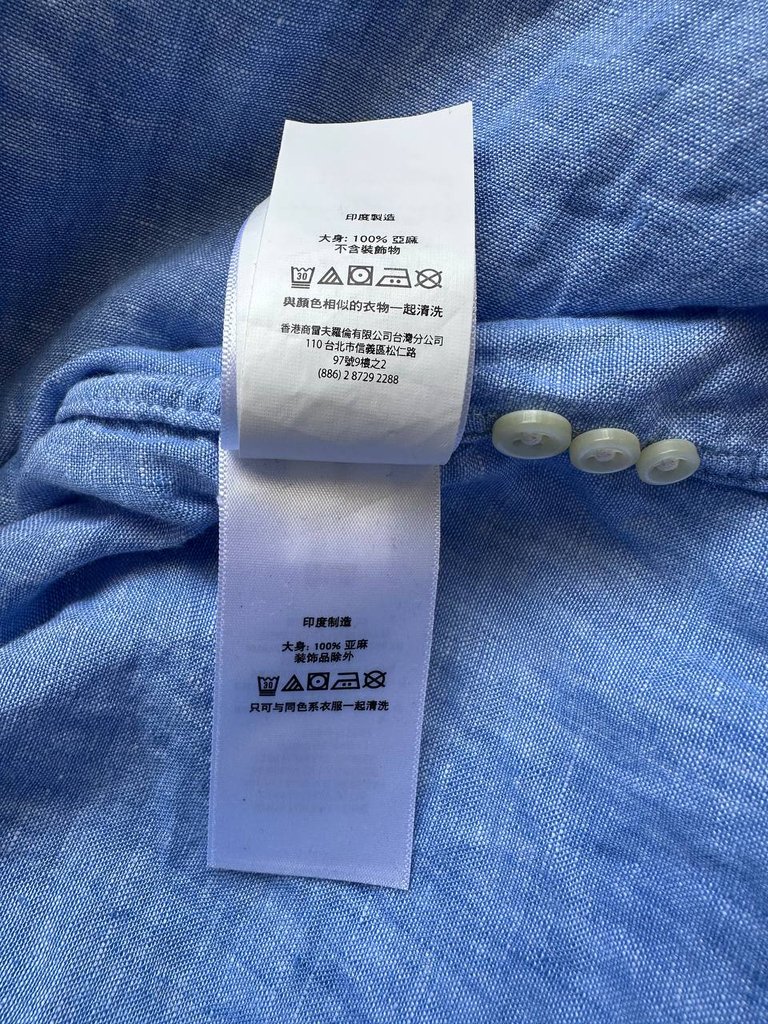 印度製造
大身: 100% 亞麻
不含裝飾物
30
與顏色相似的衣物一起清洗
香港商爾夫羅倫有限公司台灣分公司
110 台北市信義區松仁路
97號9樓之2
(886) 2 8729 2288
印度制造
大身: 100% 亚麻
装饰品除外
30
只可与同色系衣服一起清洗